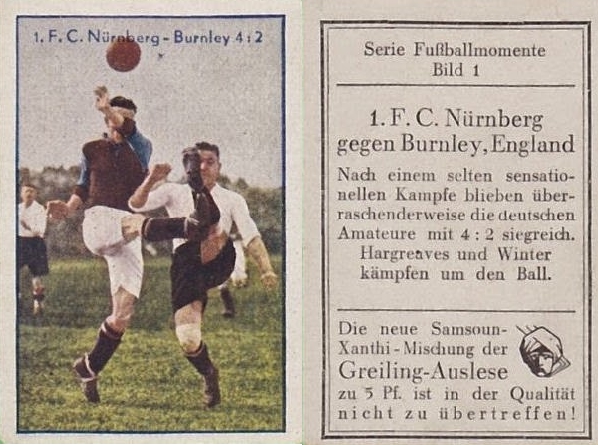 1. F. C. Nürnberg - Burnley 4:2
Serie Fußballmomente
Bild 1
1. F. C. Nürnberg
gegen Burnley, England
Nach einem selten sensatio-
nellen Kampfe blieben über-
raschenderweise die deutschen
Amateure mit 4 : 2 siegreich.
Hargreaves und Winter
kämpfen um den Ball.
Die neue Samsoun-
Xanthi-Mischung der
Greiling-Auslese
zu 5 Pf. ist in der Qualität
nicht zu übertreffen!